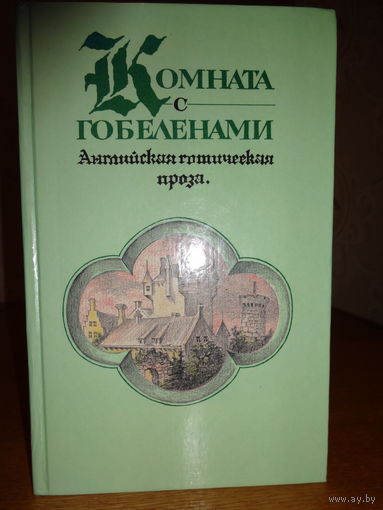 Комната
с
гобеленами
Английская готическая
проза.
www.ay.by